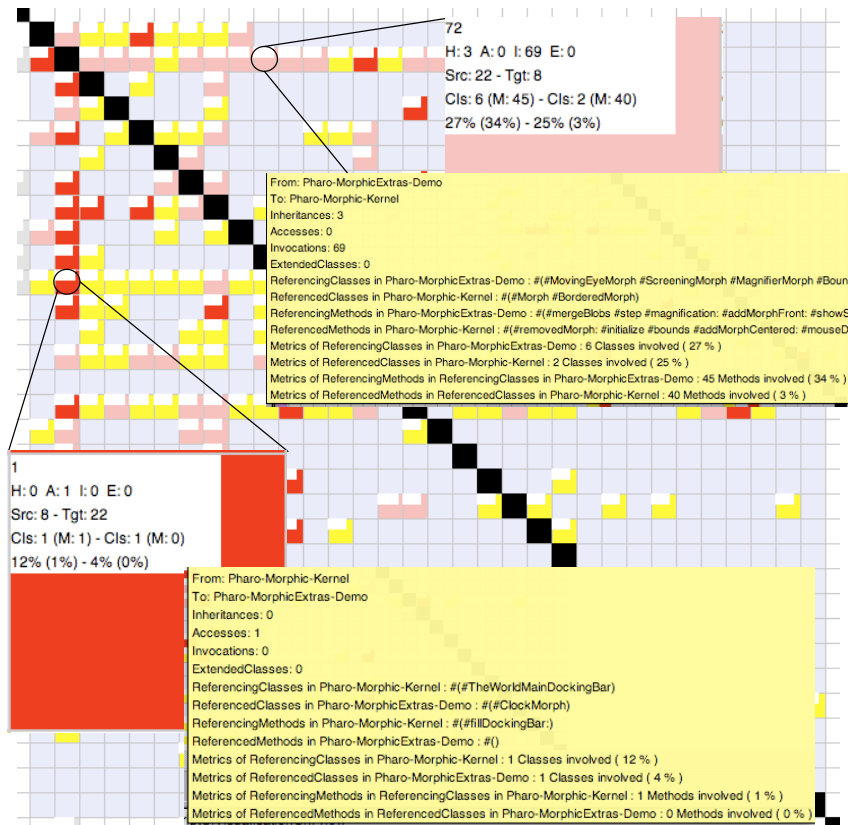 72
H: 3 A: 0 I: 69 E: 0
Src: 22 - Tgt: 8
Cls: 6 (M: 45) - Cls: 2 (M: 40)
27% (34%) - 25% (3%)
From: Pharo-MorphicExtras-Demo
To: Pharo-Morphic-Kernel
Inheritances: 3
Accesses: 0
Invocations: 69
ExtendedClasses: 0
ReferencingClasses in Pharo-MorphicExtras-Demo : #(#MovingEyeMorph #ScreeningMorph #MagnifierMorph #Boun
ReferencedClasses in Pharo-Morphic-Kernel : #(#Morph #BorderedMorph)
ReferencingMethods in Pharo-MorphicExtras-Demo : #(#mergeBlobs #step #magnification: #addMorphFront: #showS
ReferencedMethods in Pharo-Morphic-Kernel : #(#removedMorph: #initialize #bounds #addMorphCentered: #mouseD
Metrics of ReferencingClasses in Pharo-MorphicExtras-Demo : 6 Classes involved ( 27 % )
Metrics of ReferencedClasses in Pharo-Morphic-Kernel : 2 Classes involved ( 25 % )
Metrics of ReferencingMethods in ReferencingClasses in Pharo-MorphicExtras-Demo : 45 Methods involved ( 34 % )
Metrics of ReferencedMethods in ReferencedClasses in Pharo-Morphic-Kernel : 40 Methods involved ( 3 % )
1
H: 0 A: 1 I: 0 E: 0
Src: 8 - Tgt: 22
Cls: 1 (M: 1) - Cls: 1 (M: 0)
12% (1%) - 4% (0%)
From: Pharo-Morphic-Kernel
To: Pharo-MorphicExtras-Demo
Inheritances: 0
Accesses: 1
Invocations: 0
ExtendedClasses: 0
ReferencingClasses in Pharo-Morphic-Kernel : #(#TheWorldMainDockingBar)
ReferencedClasses in Pharo-MorphicExtras-Demo : #(#ClockMorph)
ReferencingMethods in Pharo-Morphic-Kernel : #(#fillDockingBar:)
ReferencedMethods in Pharo-MorphicExtras-Demo : #()
Metrics of ReferencingClasses in Pharo-Morphic-Kernel : 1 Classes involved ( 12 % )
Metrics of ReferencedClasses in Pharo-MorphicExtras-Demo : 1 Classes involved ( 4 % )
Metrics of ReferencingMethods in ReferencingClasses in Pharo-Morphic-Kernel : 1 Methods involved ( 1 % )
Metrics of ReferencedMethods in ReferencedClasses in Pharo-MorphicExtras-Demo : 0 Methods involved ( 0 % )